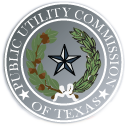 PUBLIC UTILITY COMMISSION
OF TEXAS